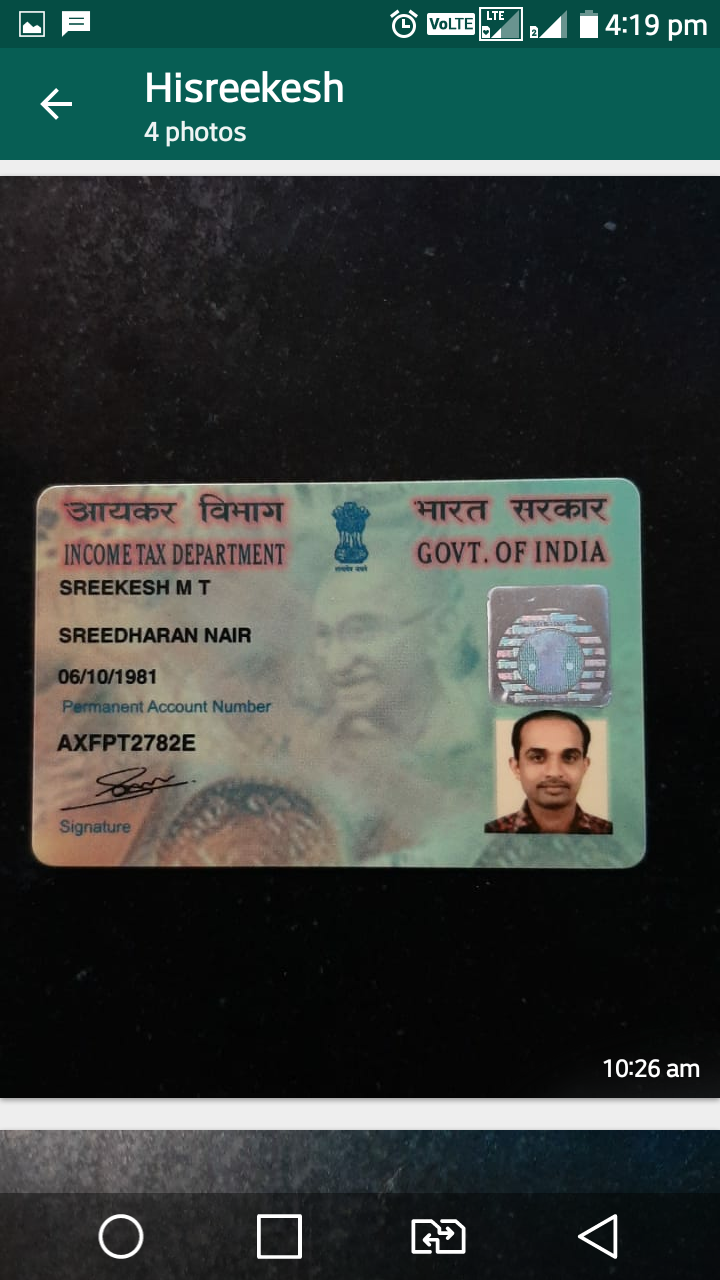 VoLTE LTE 2 4:19 pm
Hisreekesh
4 photos
आयकर विभाग
INCOME TAX DEPARTMENT
भारत सरकार
GOVT. OF INDIA
SREEKESH M T
SREEDHARAN NAIR
06/10/1981
Permanent Account Number
AXFPT2782E
Signature
10:26 am